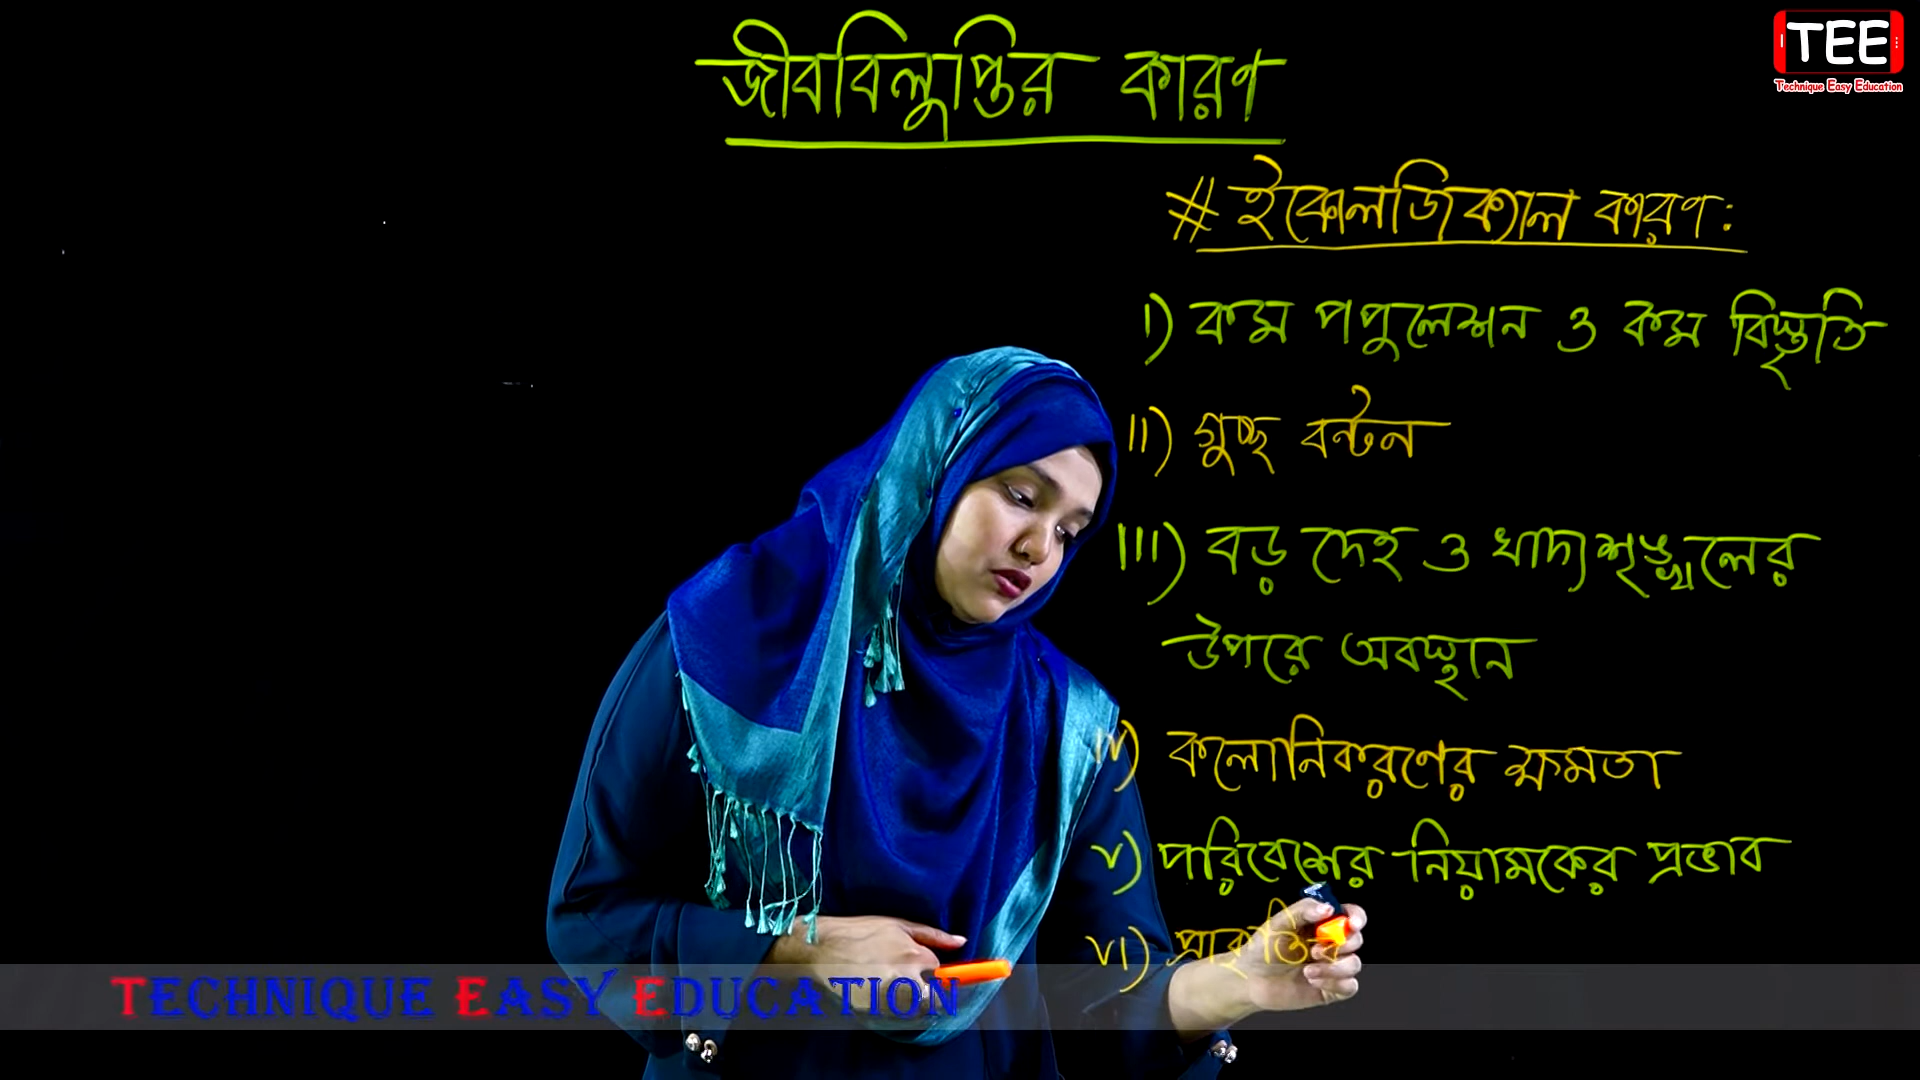 জীববিলুপ্তির কারণ
TEE
Technique Easy Education
# ইকোলজিক্যাল কারণ:
I) কম পপুলেশন ও কম বিস্তৃতি
II) গুচ্ছ বন্টন
III) বড় দেহ ও খাদ্যশৃঙ্খলের
উপরে অবস্থান
IV) কলোনিকরণের ক্ষমতা
V) পরিবেশের নিয়ামকের প্রভাব
VI) প্রাকৃতিক
TECHNIQUE EASY EDUCATION